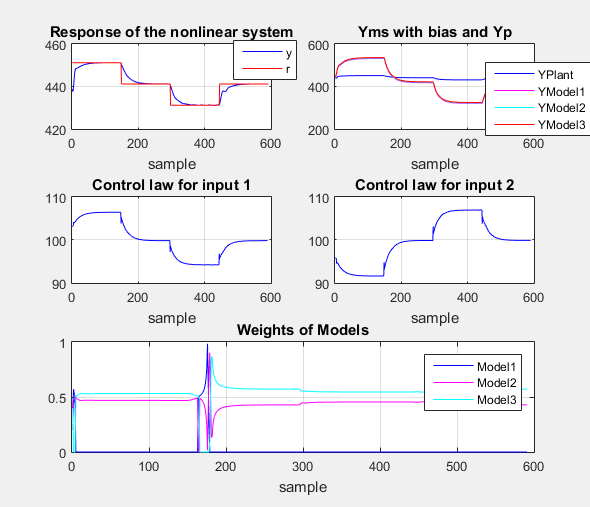 Response of the nonlinear system
460
440
420
0 200 400 600
sample
y
r
Yms with bias and Yp
600
400
200
0 200 400 600
sample
YPlant
YModel1
YModel2
YModel3
Control law for input 1
110
100
90
0 200 400 600
sample
Control law for input 2
110
100
90
0 200 400 600
sample
Weights of Models
1
0.5
0
0 100 200 300 400 500 600
sample
Model1
Model2
Model3